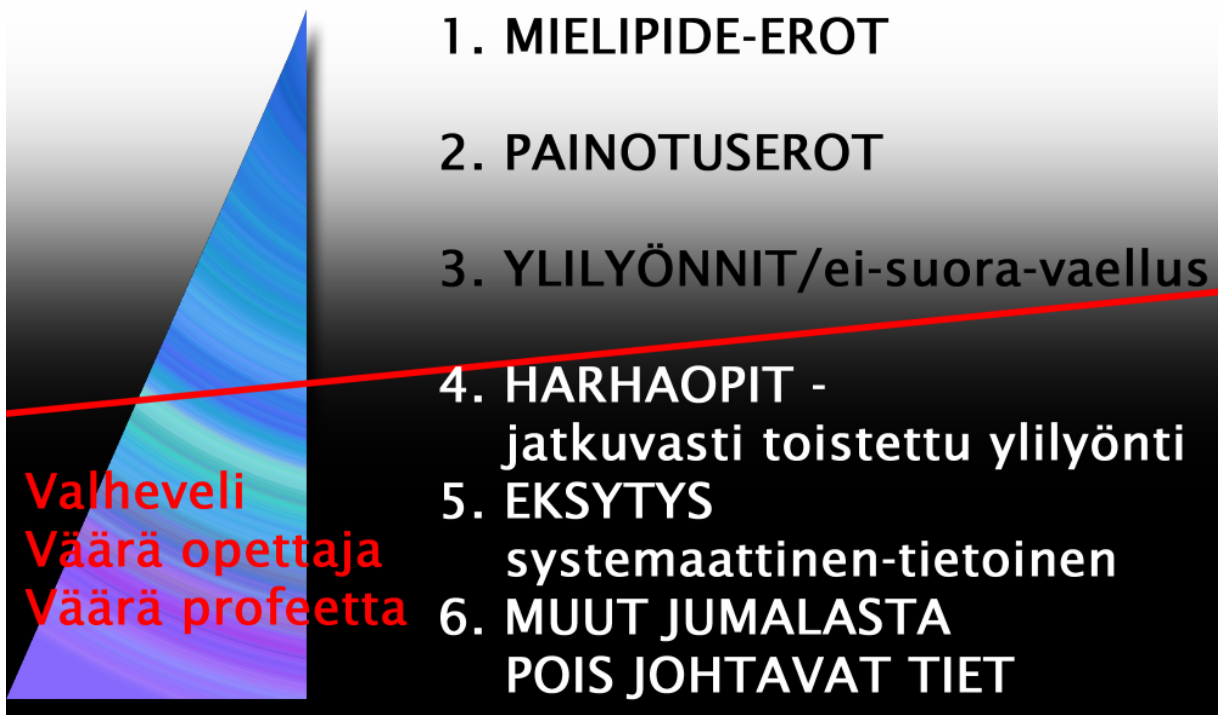 1. MIELIPIDE-EROT
2. PAINOTUSEROT
3. YLILYÖNNIT/ei-suora-vaellus
4. HARHAOPIT -
jatkuvasti toistettu ylilyönti
5. EKSYTYS
systemaattinen-tietoinen
6. MUUT JUMALASTA
POIS JOHTAVAT TIET
Valheveli
Väärä opettaja
Väärä profeetta